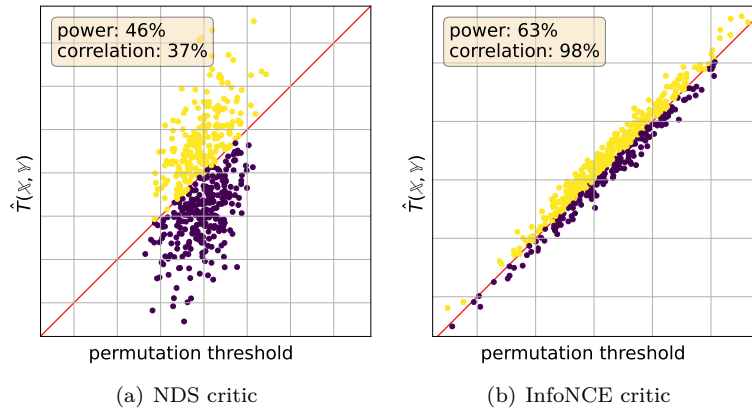 power: 46%
correlation: 37%
T̂(𝕏, 𝕐)
permutation threshold
(a) NDS critic
power: 63%
correlation: 98%
T̂(𝕏, 𝕐)
permutation threshold
(b) InfoNCE critic